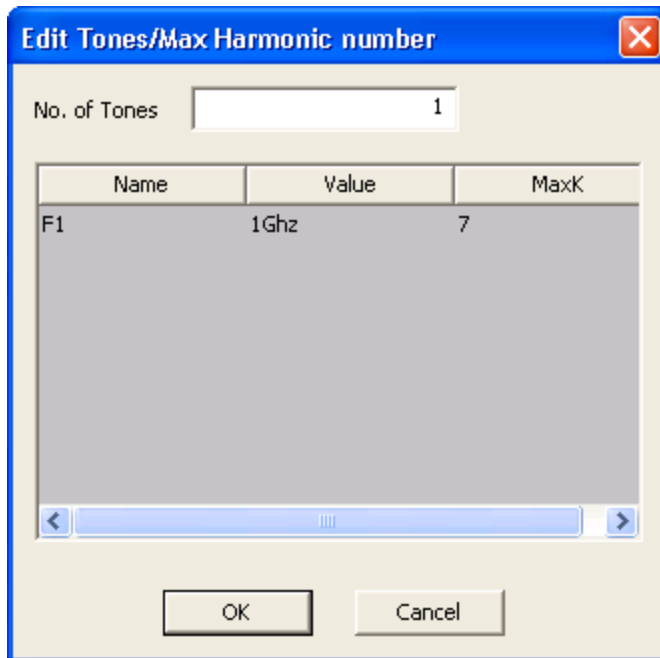 Edit Tones/Max Harmonic number
No. of Tones 1
Name Value MaxK
F1 1Ghz 7
OK Cancel